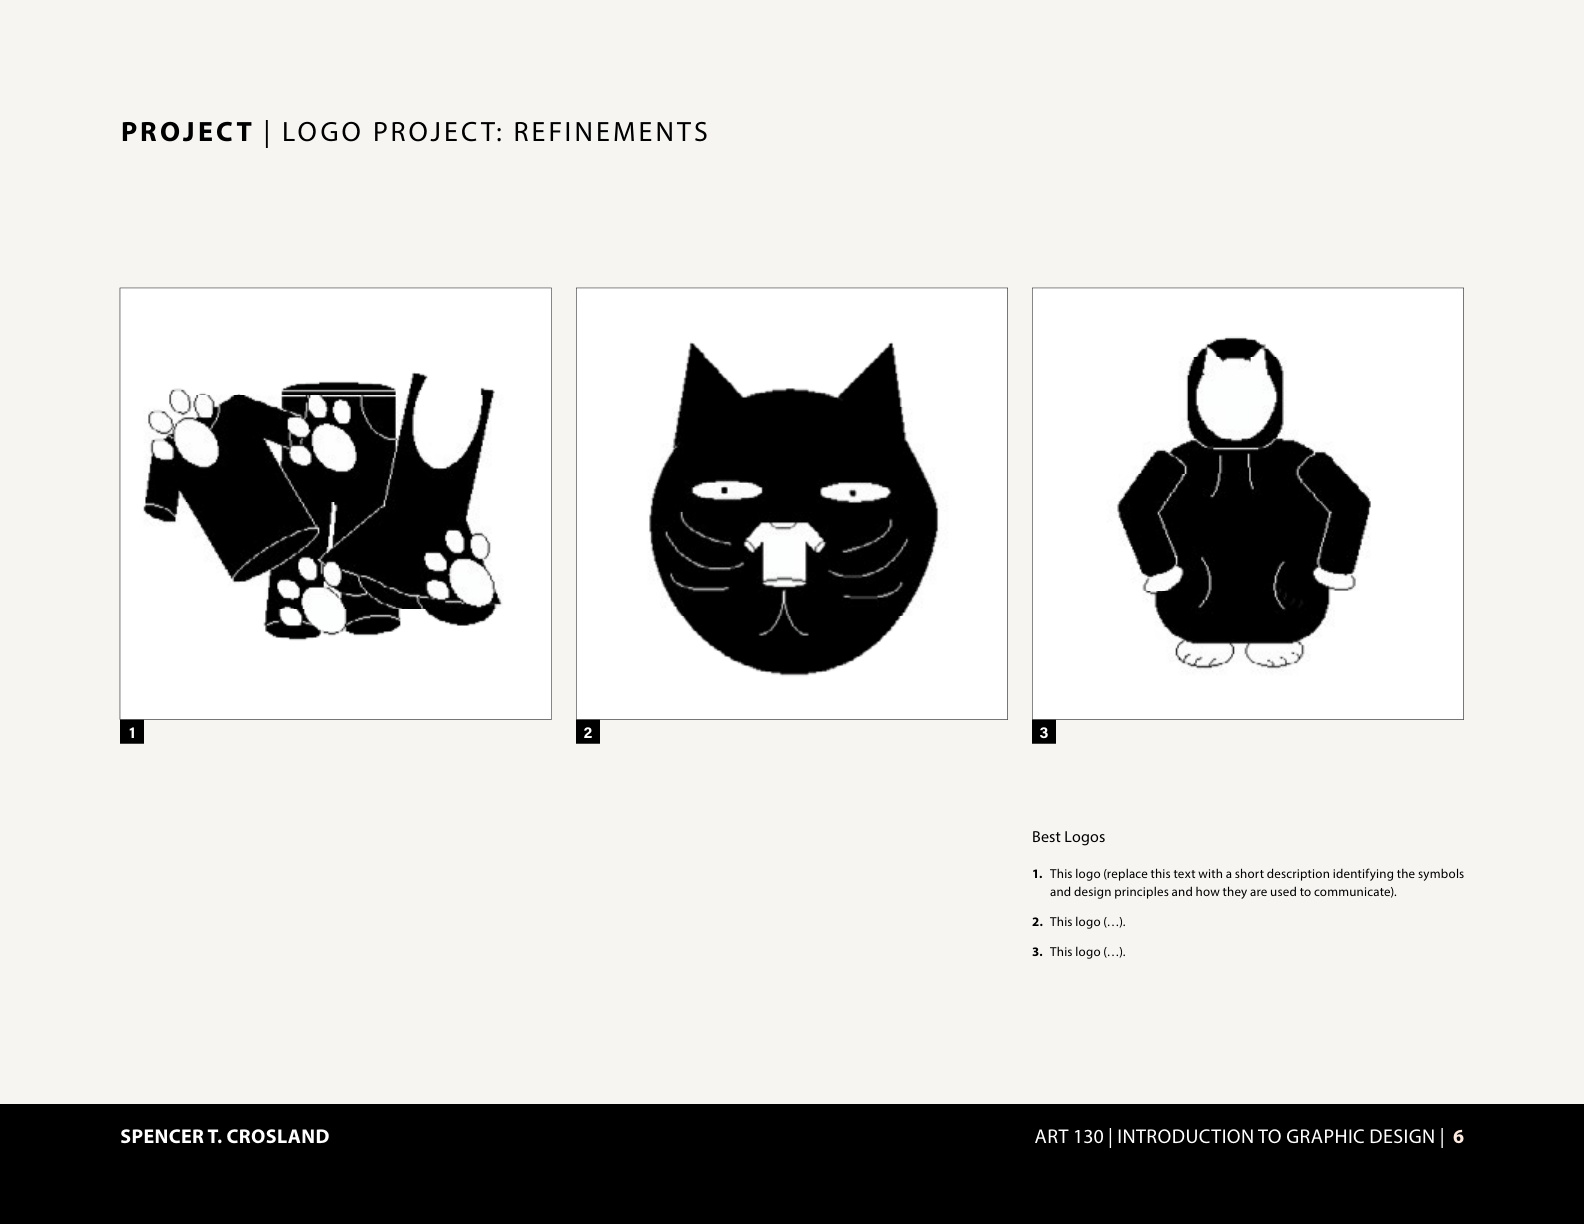 PROJECT | LOGO PROJECT: REFINEMENTS
1
2
3
Best Logos
1. This logo (replace this text with a short description identifying the symbols
and design principles and how they are used to communicate).
2. This logo (…).
3. This logo (…).
SPENCER T. CROSLAND
ART 130 | INTRODUCTION TO GRAPHIC DESIGN | 6